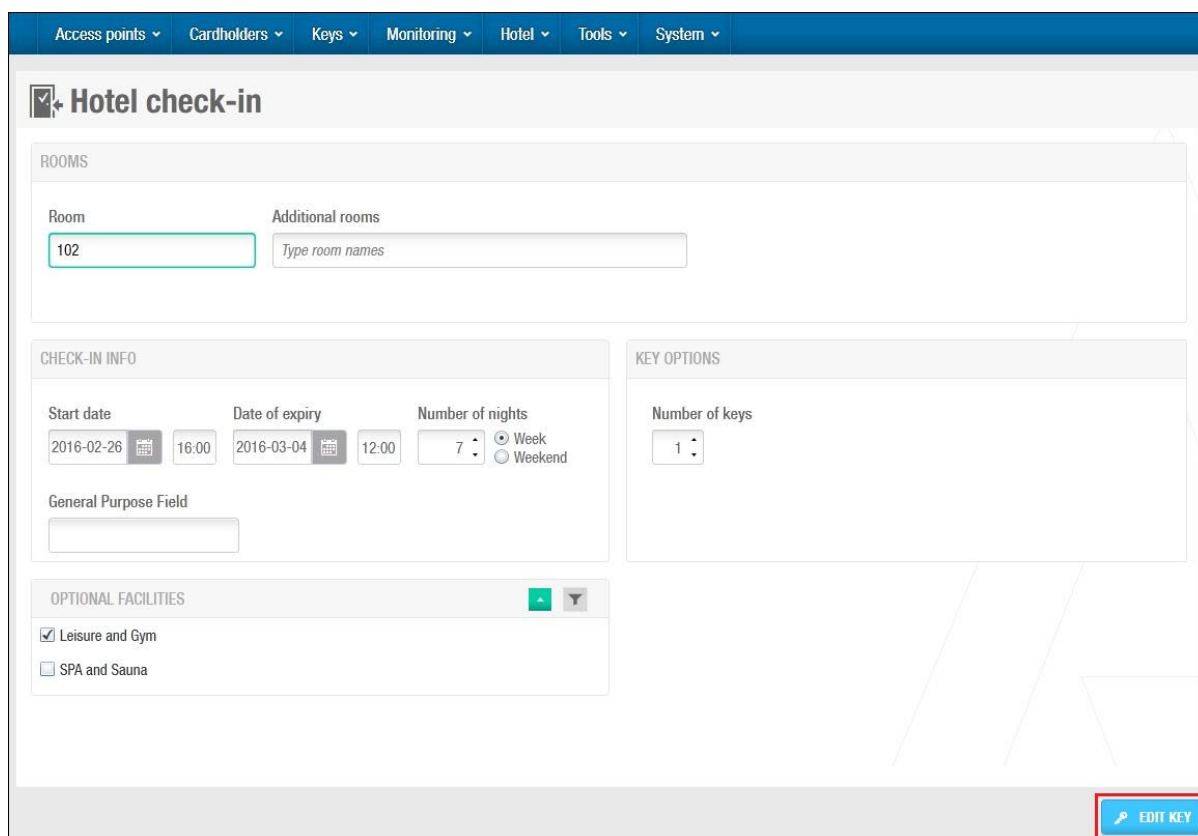 Access points Cardholders Keys Monitoring Hotel Tools System
Hotel check-in
ROOMS
Room Additional rooms
102 Type room names
CHECK-IN INFO KEY OPTIONS
Start date Date of expiry Number of nights Number of keys
2016-02-26 16:00 2016-03-04 12:00 7 Week 1
Weekend
General Purpose Field
OPTIONAL FACILITIES
Leisure and Gym
SPA and Sauna
EDIT KEY